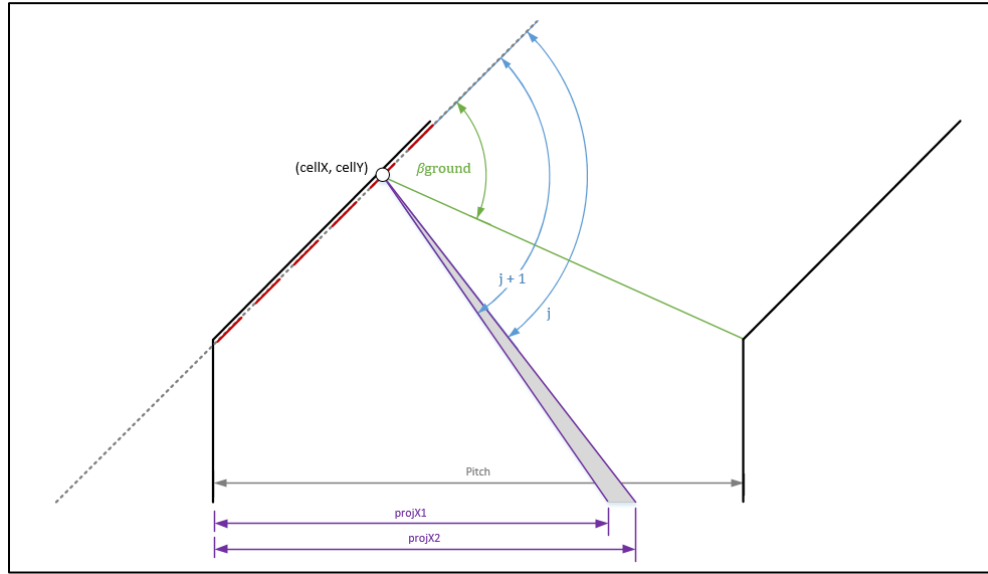 (cellX, cellY)
βground
j + 1
j
Pitch
projX1
projX2